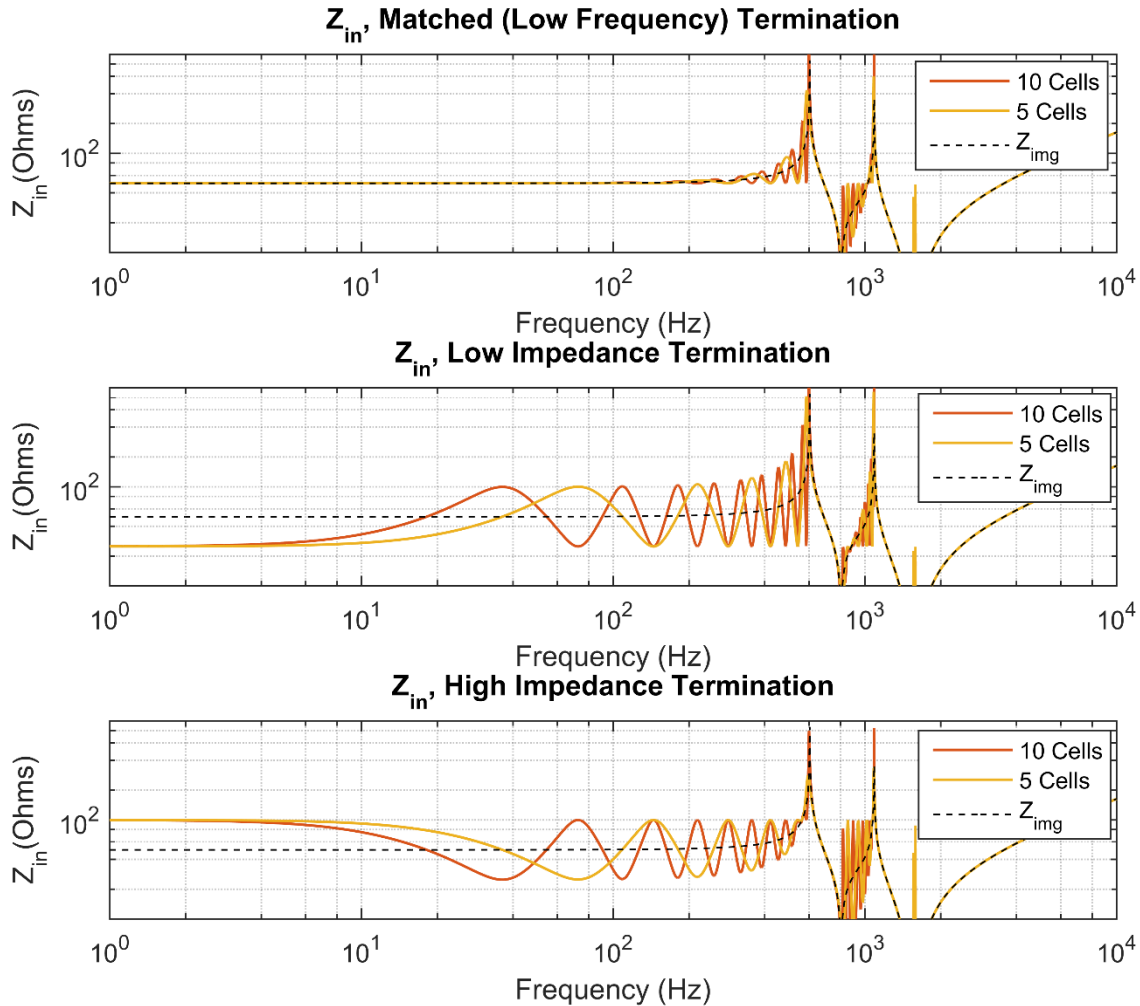 Z_in, Matched (Low Frequency) Termination
Z_in (Ohms)
10^2
10 Cells
5 Cells
Z_img
10^0 10^1 10^2 10^3 10^4
Frequency (Hz)
Z_in, Low Impedance Termination
Z_in (Ohms)
10^2
10 Cells
5 Cells
Z_img
10^0 10^1 10^2 10^3 10^4
Frequency (Hz)
Z_in, High Impedance Termination
Z_in (Ohms)
10^2
10 Cells
5 Cells
Z_img
10^0 10^1 10^2 10^3 10^4
Frequency (Hz)